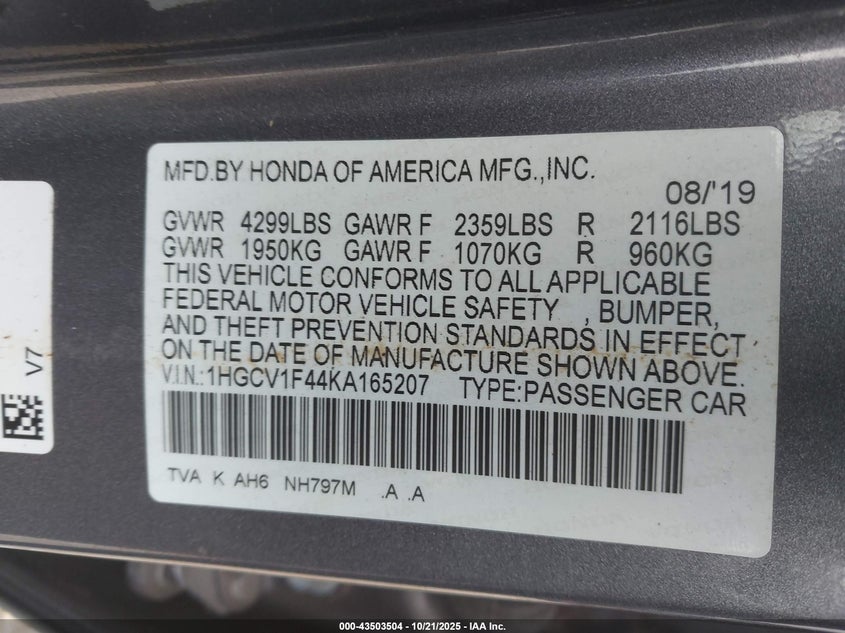 MFD.BY HONDA OF AMERICA MFG.,INC.
08/'19
GVWR 4299LBS GAWR F 2359LBS R 2116LBS
GVWR 1950KG GAWR F 1070KG R 960KG
THIS VEHICLE CONFORMS TO ALL APPLICABLE
FEDERAL MOTOR VEHICLE SAFETY , BUMPER,
AND THEFT PREVENTION STANDARDS IN EFFECT
ON THE DATE OF MANUFACTURE SHOWN ABOVE.
V.I.N.:1HGCV1F44KA165207 TYPE:PASSENGER CAR
TVA K AH6 NH797M .A .A
V7
000-43503504 - 10/21/2025 - IAA Inc.